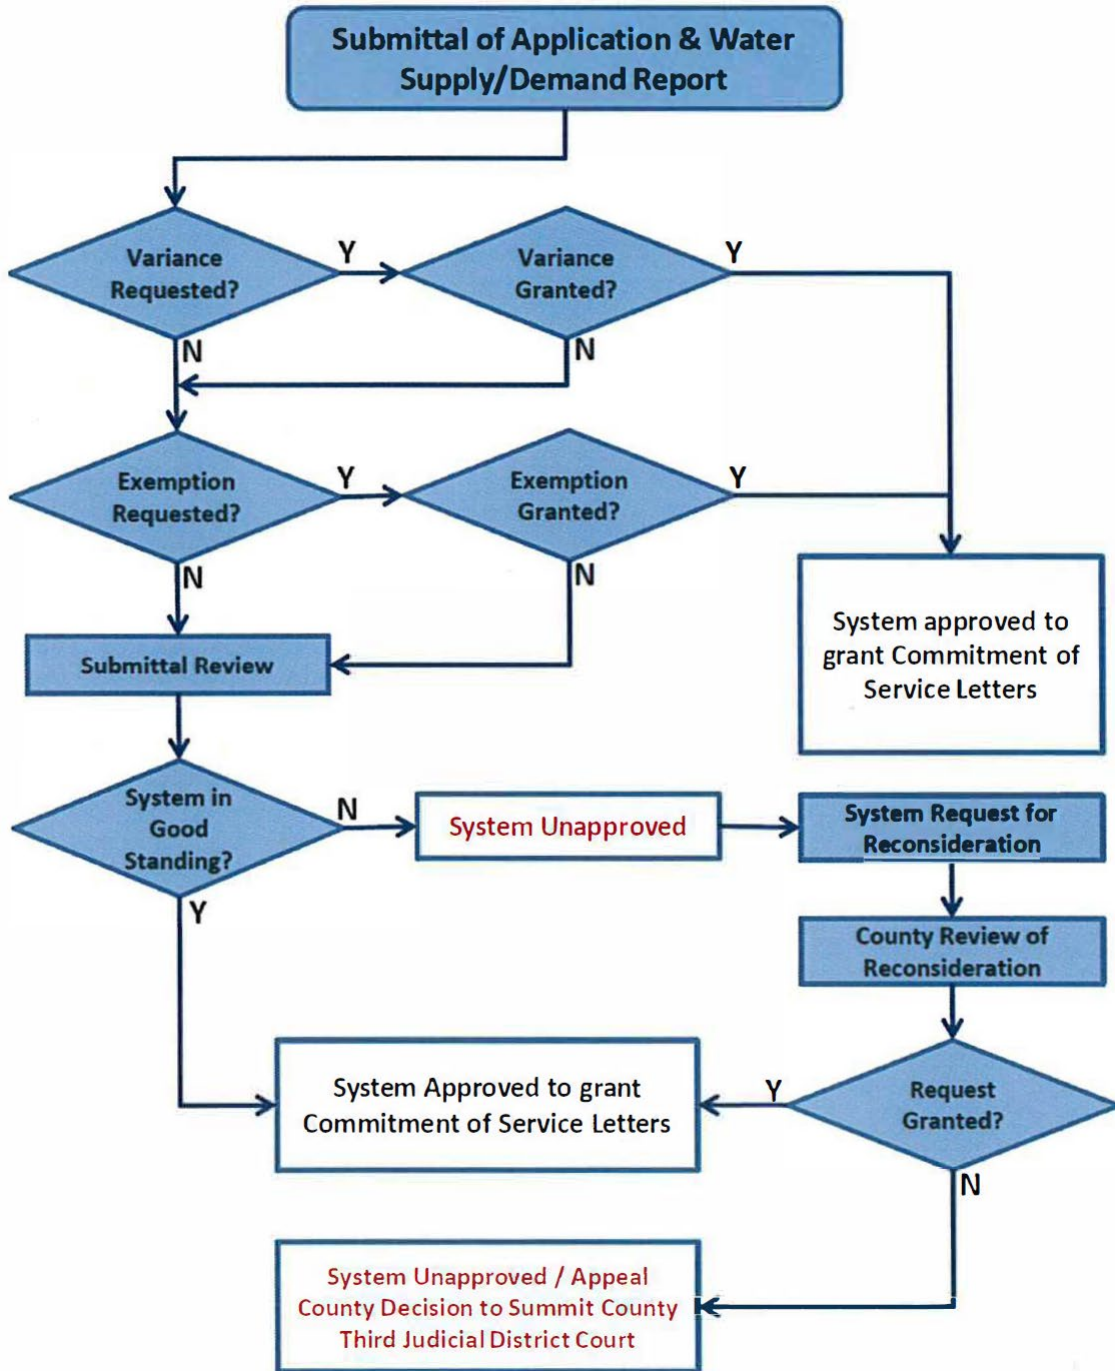 Submittal of Application & Water
Supply/Demand Report
Variance
Requested?
Y
Variance
Granted?
Y
N
N
Exemption
Requested?
Y
Exemption
Granted?
Y
N
N
Submittal Review
System approved to
grant Commitment of
Service Letters
System in
Good
Standing?
N
System Unapproved
System Request for
Reconsideration
Y
County Review of
Reconsideration
System Approved to grant
Commitment of Service Letters
Y
Request
Granted?
N
System Unapproved / Appeal
County Decision to Summit County
Third Judicial District Court